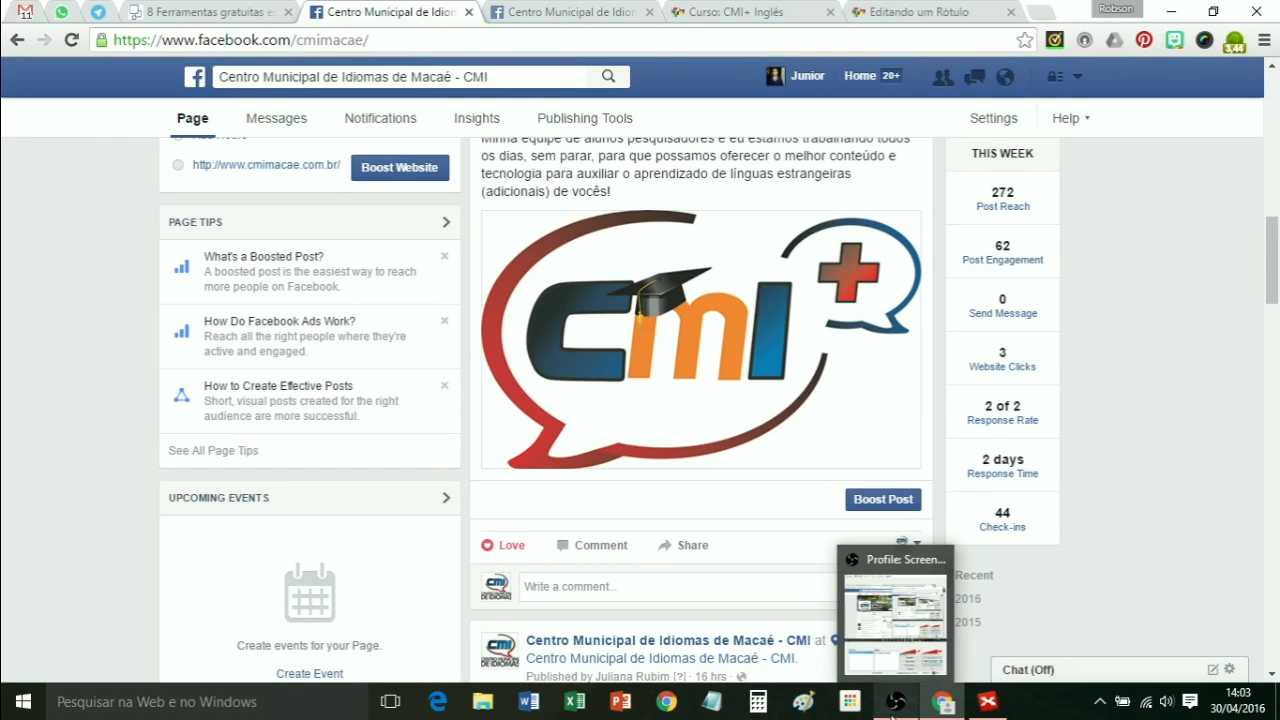 11
8 Ferramentas gratuitas e
Centro Municipal de Idiom
Centro Municipal de Idiom
Curso: CMI+ Inglês
Editando um Rótulo
Robson
https://www.facebook.com/cmimacae/
3,44
Centro Municipal de Idiomas de Macaé - CMI
Junior
Home 20+
Page
Messages
Notifications
Insights
Publishing Tools
Settings
Help
http://www.cmimacae.com.br/
Boost Website
PAGE TIPS
What's a Boosted Post?
A boosted post is the easiest way to reach
more people on Facebook.
How Do Facebook Ads Work?
Reach all the right people where they're
active and engaged.
How to Create Effective Posts
Short, visual posts created for the right
audience are more successful.
See All Page Tips
UPCOMING EVENTS
Create events for your Page.
Create Event
Minha equipe de alunos pesquisadores e eu estamos trabalhando todos
os dias, sem parar, para que possamos oferecer o melhor conteúdo e
tecnologia para auxiliar o aprendizado de línguas estrangeiras
(adicionais) de vocês!
cmi
Boost Post
Love
Comment
Share
Write a comment...
cmi
DE IDIOMAS
Centro Municipal de Idiomas de Macaé - CMI at
Centro Municipal de Idiomas de Macaé - CMI.
Published by Juliana Rubim [?] · 16 hrs ·
cmi
DE IDIOMAS
THIS WEEK
272
Post Reach
62
Post Engagement
0
Send Message
3
Website Clicks
2 of 2
Response Rate
2 days
Response Time
44
Check-ins
Recent
2016
2015
Profile: Screen...
Chat (Off)
Pesquisar na Web e no Windows
14:03
30/04/2016